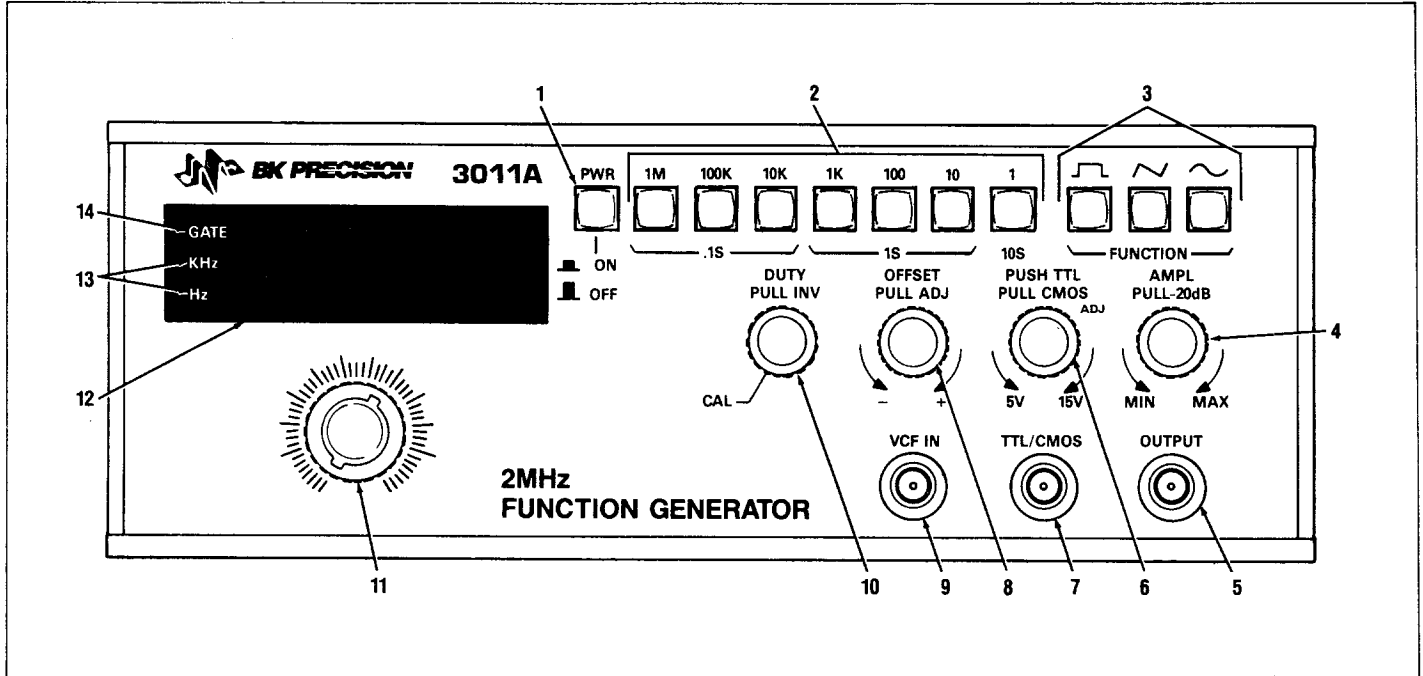 1
2
3
BK PRECISION 3011A
PWR 1M 100K 10K 1K 100 10 1
14
GATE
.1S 1S 10S FUNCTION
13
KHz
ON
Hz
OFF
DUTY
PULL INV
OFFSET
PULL ADJ
PUSH TTL
PULL CMOS
ADJ
AMPL
PULL-20dB
4
12
CAL
- +
5V 15V
MIN MAX
VCF IN TTL/CMOS OUTPUT
2MHz
FUNCTION GENERATOR
11 10 9 8 7 6 5